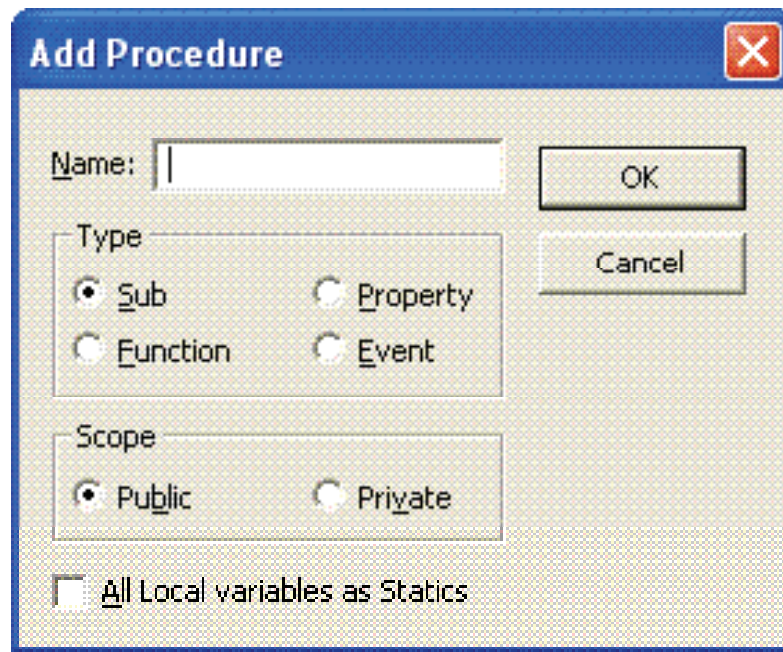 Add Procedure
Name:
OK
Cancel
Type
Sub
Property
Function
Event
Scope
Public
Private
All Local variables as Statics